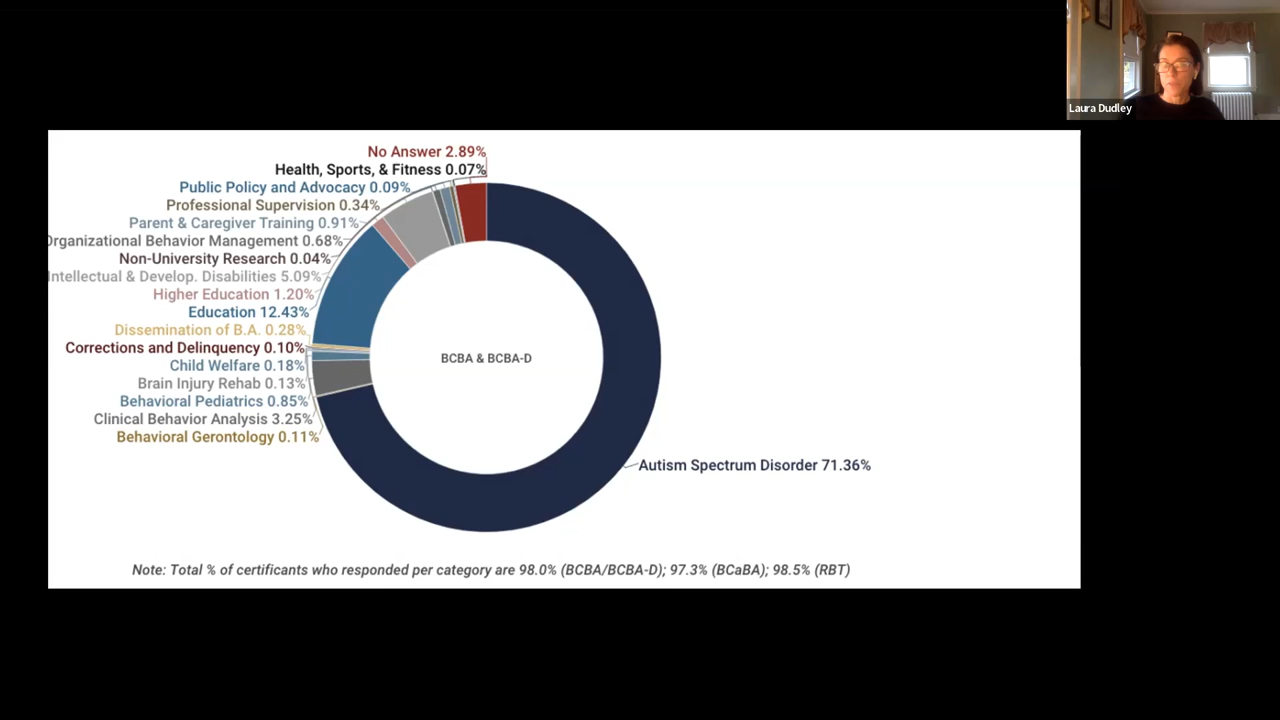 Laura Dudley
No Answer 2.89%
Health, Sports, & Fitness 0.07%
Public Policy and Advocacy 0.09%
Professional Supervision 0.34%
Parent & Caregiver Training 0.91%
Organizational Behavior Management 0.68%
Non-University Research 0.04%
Intellectual & Develop. Disabilities 5.09%
Higher Education 1.20%
Education 12.43%
Dissemination of B.A. 0.28%
Corrections and Delinquency 0.10%
Child Welfare 0.18%
Brain Injury Rehab 0.13%
Behavioral Pediatrics 0.85%
Clinical Behavior Analysis 3.25%
Behavioral Gerontology 0.11%
BCBA & BCBA-D
Autism Spectrum Disorder 71.36%
Note: Total % of certificants who responded per category are 98.0% (BCBA/BCBA-D); 97.3% (BCaBA); 98.5% (RBT)